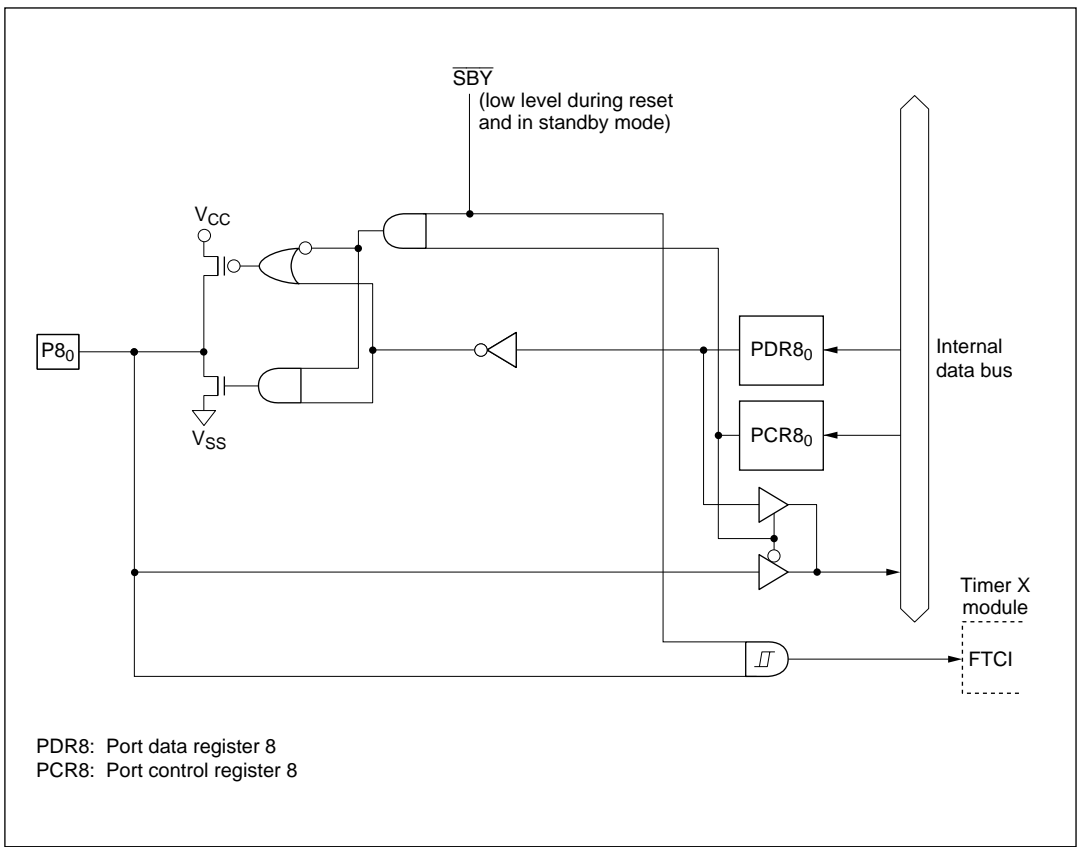 SBY
(low level during reset
and in standby mode)
VCC
P80
VSS
PDR80
PCR80
Internal
data bus
Timer X
module
FTCI
PDR8: Port data register 8
PCR8: Port control register 8